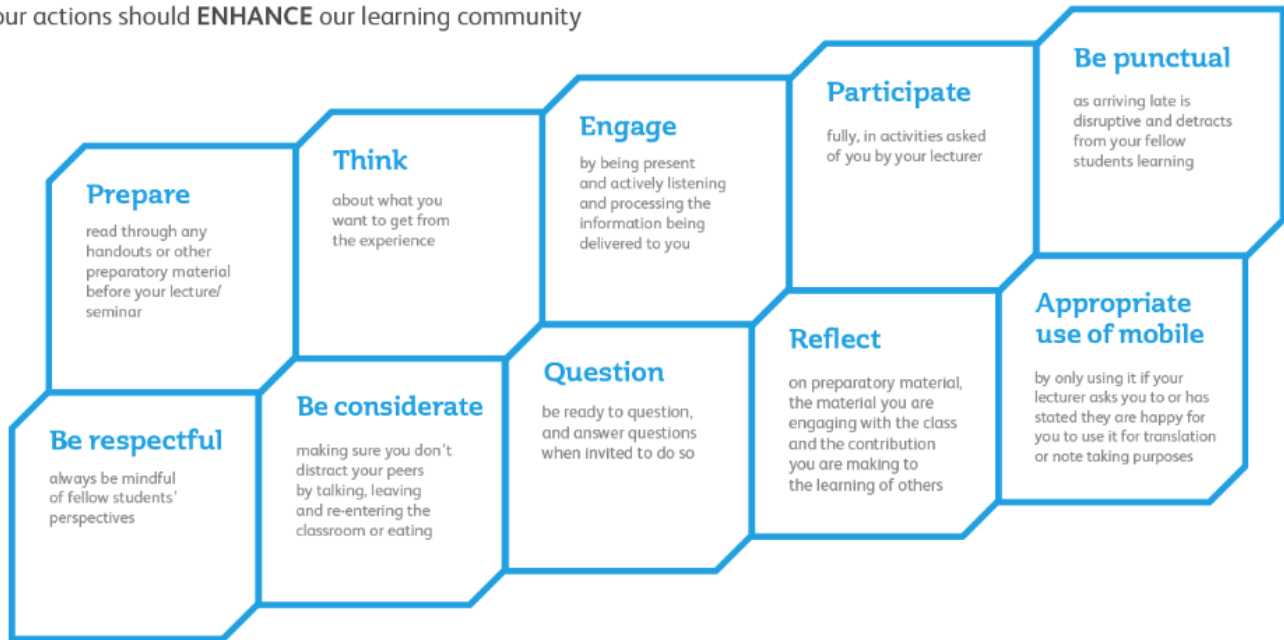 our actions should ENHANCE our learning community
Prepare
read through any
handouts or other
preparatory material
before your lecture/
seminar
Think
about what you
want to get from
the experience
Engage
by being present
and actively listening
and processing the
information being
delivered to you
Participate
fully, in activities asked
of you by your lecturer
Be punctual
as arriving late is
disruptive and detracts
from your fellow
students learning
Be respectful
always be mindful
of fellow students'
perspectives
Be considerate
making sure you don't
distract your peers
by talking, leaving
and re-entering the
classroom or eating
Question
be ready to question,
and answer questions
when invited to do so
Reflect
on preparatory material,
the material you are
engaging with the class
and the contribution
you are making to
the learning of others
Appropriate
use of mobile
by only using it if your
lecturer asks you to or has
stated they are happy for
you to use it for translation
or note taking purposes